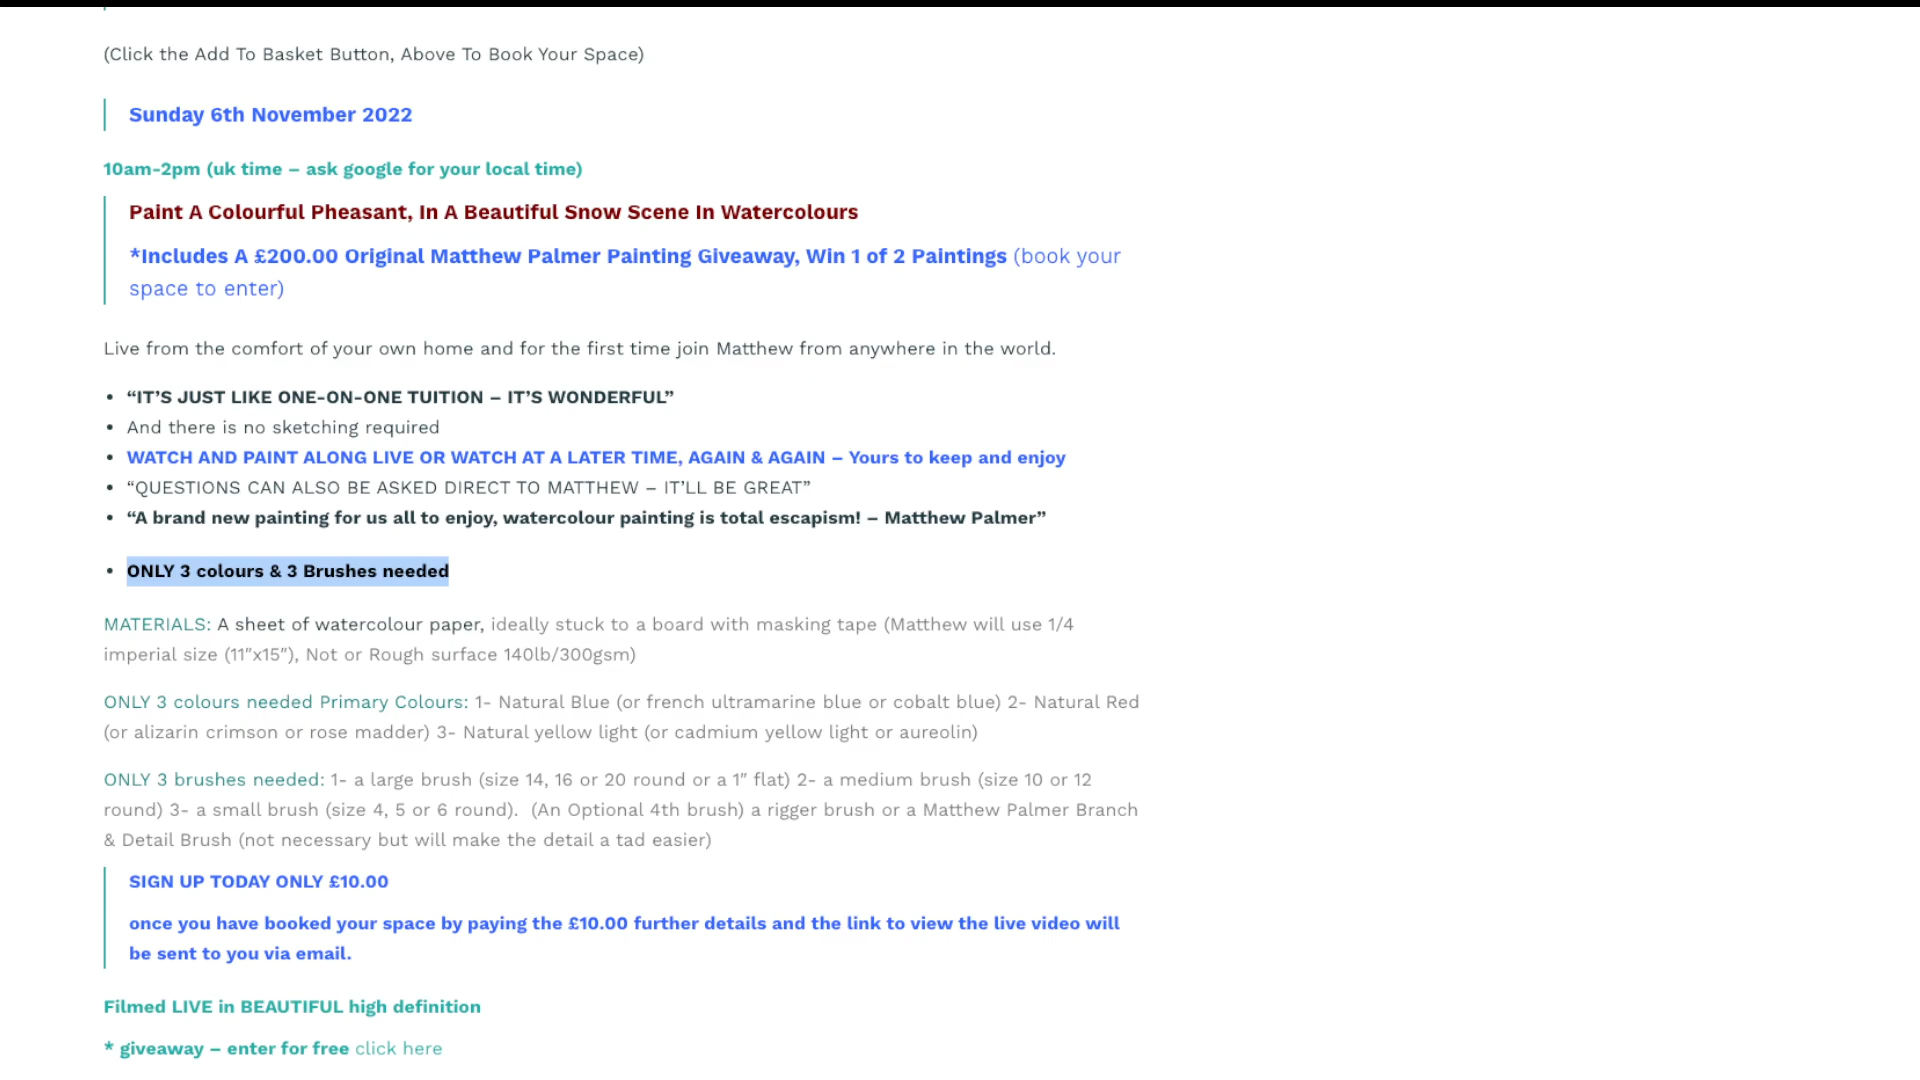 (Click the Add To Basket Button, Above To Book Your Space)
Sunday 6th November 2022
10am-2pm (uk time – ask google for your local time)
Paint A Colourful Pheasant, In A Beautiful Snow Scene In Watercolours
*Includes A £200.00 Original Matthew Palmer Painting Giveaway, Win 1 of 2 Paintings (book your
space to enter)
Live from the comfort of your own home and for the first time join Matthew from anywhere in the world.
• “IT’S JUST LIKE ONE-ON-ONE TUITION – IT’S WONDERFUL”
• And there is no sketching required
• WATCH AND PAINT ALONG LIVE OR WATCH AT A LATER TIME, AGAIN & AGAIN – Yours to keep and enjoy
• “QUESTIONS CAN ALSO BE ASKED DIRECT TO MATTHEW – IT’LL BE GREAT”
• “A brand new painting for us all to enjoy, watercolour painting is total escapism! – Matthew Palmer”
• ONLY 3 colours & 3 Brushes needed
MATERIALS: A sheet of watercolour paper, ideally stuck to a board with masking tape (Matthew will use 1/4
imperial size (11″x15″), Not or Rough surface 140lb/300gsm)
ONLY 3 colours needed Primary Colours: 1- Natural Blue (or french ultramarine blue or cobalt blue) 2- Natural Red
(or alizarin crimson or rose madder) 3- Natural yellow light (or cadmium yellow light or aureolin)
ONLY 3 brushes needed: 1- a large brush (size 14, 16 or 20 round or a 1″ flat) 2- a medium brush (size 10 or 12
round) 3- a small brush (size 4, 5 or 6 round).  (An Optional 4th brush) a rigger brush or a Matthew Palmer Branch
& Detail Brush (not necessary but will make the detail a tad easier)
SIGN UP TODAY ONLY £10.00
once you have booked your space by paying the £10.00 further details and the link to view the live video will
be sent to you via email.
Filmed LIVE in BEAUTIFUL high definition
* giveaway – enter for free click here